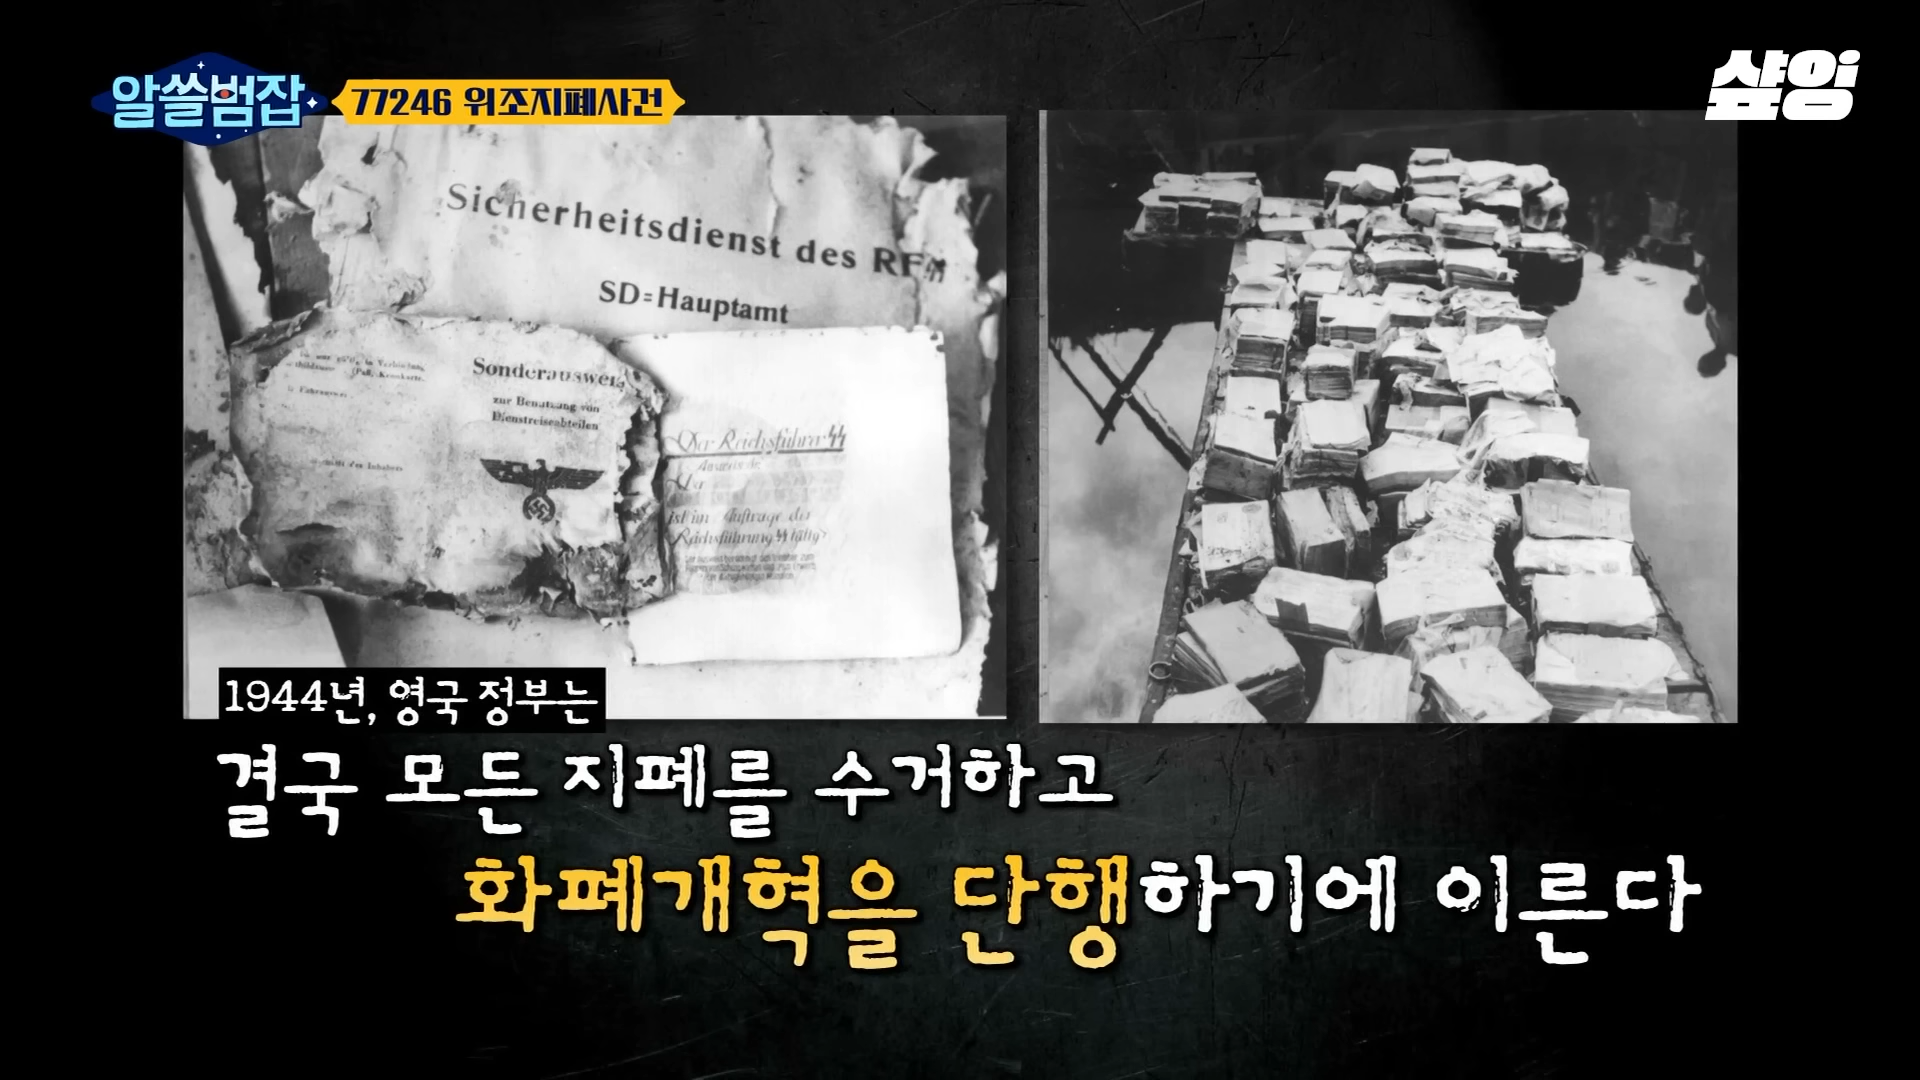 알쓸범잡
77246 위조지폐사건
샾잉
Sicherheitsdienst des RF
SD=Hauptamt
Sonderausweis
zur Benutzung von
Dienstreiseabteilen
Der Reichsführer
ist im Auftrage der
Reichsführung tätig
1944년, 영국 정부는
결국 모든 지폐를 수거하고
화폐개혁을 단행하기에 이른다